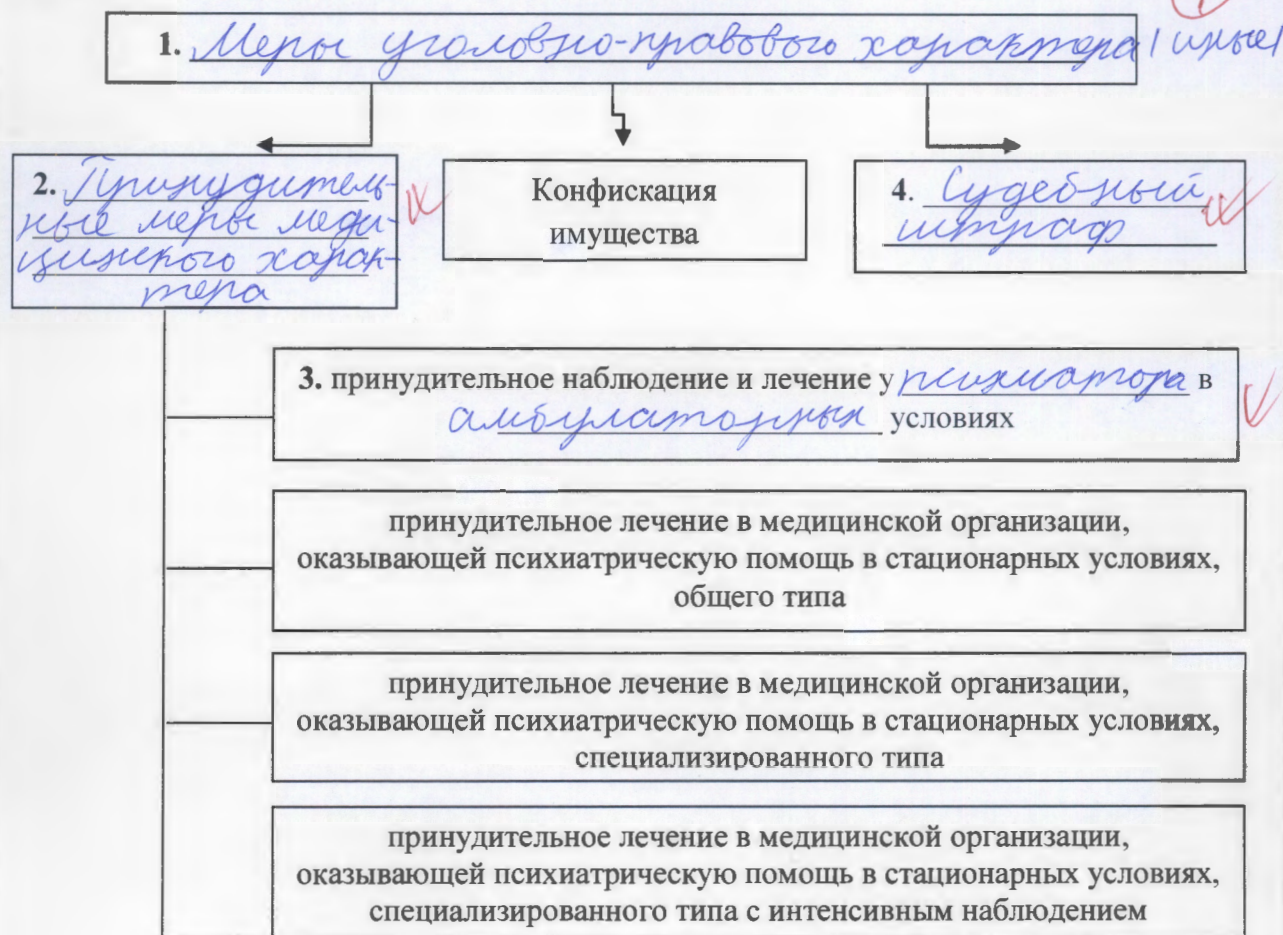 1. Меры уголовно-правового характера (иные)
2. Принудитель-
ные меры меди-
цинского харак-
тера
Конфискация
имущества
4. Судебный
штраф
3. принудительное наблюдение и лечение у психиатора в
амбулаторных условиях
принудительное лечение в медицинской организации,
оказывающей психиатрическую помощь в стационарных условиях,
общего типа
принудительное лечение в медицинской организации,
оказывающей психиатрическую помощь в стационарных условиях,
специализированного типа
принудительное лечение в медицинской организации,
оказывающей психиатрическую помощь в стационарных условиях,
специализированного типа с интенсивным наблюдением